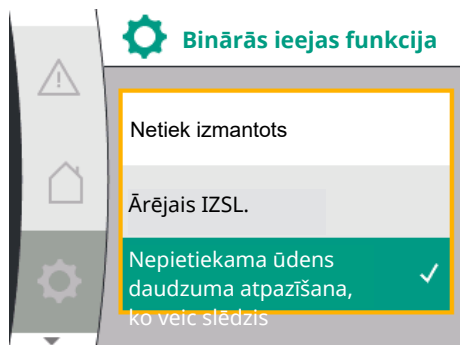 Binārās ieejas funkcija
Netiek izmantots
Ārējais IZSL.
Nepietiekama ūdens
daudzuma atpazīšana,
ko veic slēdzis